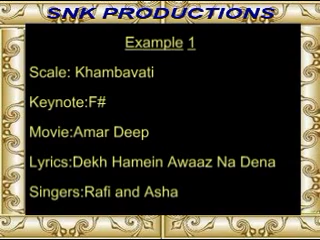 SNK PRODUCTIONS
Example 1
Scale: Khambavati
Keynote:F#
Movie:Amar Deep
Lyrics:Dekh Hamein Awaaz Na Dena
Singers:Rafi and Asha